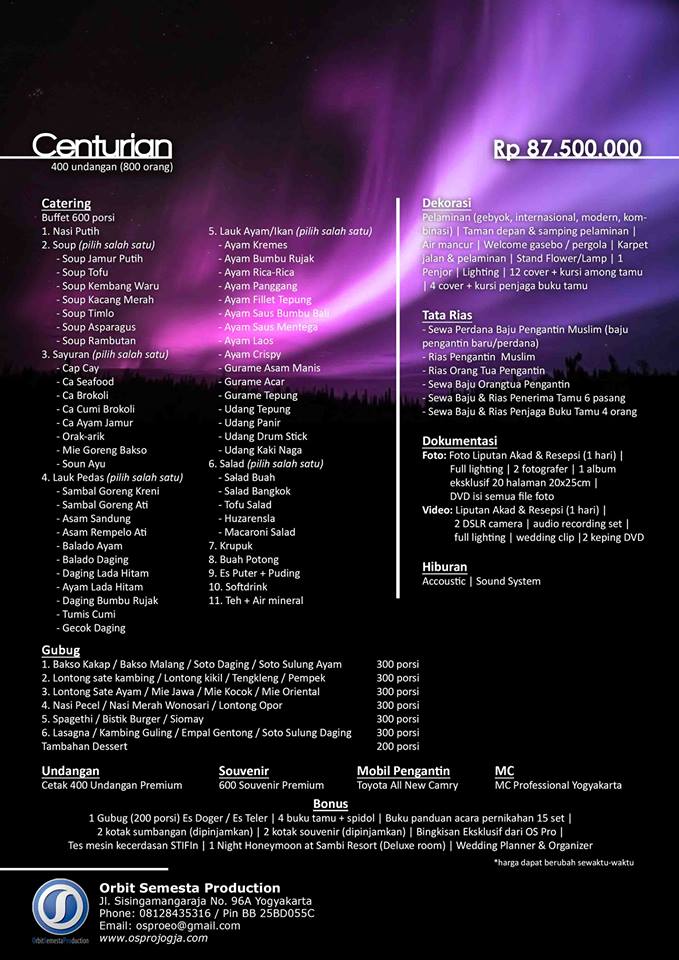 Centurian
400 undangan (800 orang)
Rp 87.500.000
Catering
Buffet 600 porsi
1. Nasi Putih
2. Soup (pilih salah satu)
- Soup Jamur Putih
- Soup Tofu
- Soup Kembang Waru
- Soup Kacang Merah
- Soup Timlo
- Soup Asparagus
- Soup Rambutan
3. Sayuran (pilih salah satu)
- Cap Cay
- Ca Seafood
- Ca Brokoli
- Ca Cumi Brokoli
- Ca Ayam Jamur
- Orak-arik
- Mie Goreng Bakso
- Soun Ayu
4. Lauk Pedas (pilih salah satu)
- Sambal Goreng Kreni
- Sambal Goreng Ati
- Asam Sandung
- Asam Rempelo Ati
- Balado Ayam
- Balado Daging
- Daging Lada Hitam
- Ayam Lada Hitam
- Daging Bumbu Rujak
- Tumis Cumi
- Gecok Daging
5. Lauk Ayam/Ikan (pilih salah satu)
- Ayam Kremes
- Ayam Bumbu Rujak
- Ayam Rica-Rica
- Ayam Panggang
- Ayam Fillet Tepung
- Ayam Saus Bumbu Bali
- Ayam Saus Mentega
- Ayam Laos
- Ayam Crispy
- Gurame Asam Manis
- Gurame Acar
- Gurame Tepung
- Udang Tepung
- Udang Panir
- Udang Drum Stick
- Udang Kaki Naga
6. Salad (pilih salah satu)
- Salad Buah
- Salad Bangkok
- Tofu Salad
- Huzarensla
- Macaroni Salad
7. Krupuk
8. Buah Potong
9. Es Puter + Puding
10. Softdrink
11. Teh + Air mineral
Dekorasi
Pelaminan (gebyok, internasional, modern, kom-
binasi) | Taman depan & samping pelaminan |
Air mancur | Welcome gasebo / pergola | Karpet
jalan & pelaminan | Stand Flower/Lamp | 1
Penjor | Lighting | 12 cover + kursi among tamu
| 4 cover + kursi penjaga buku tamu
Tata Rias
- Sewa Perdana Baju Pengantin Muslim (baju
pengantin baru/perdana)
- Rias Pengantin Muslim
- Rias Orang Tua Pengantin
- Sewa Baju Orangtua Pengantin
- Sewa Baju & Rias Penerima Tamu 6 pasang
- Sewa Baju & Rias Penjaga Buku Tamu 4 orang
Dokumentasi
Foto: Foto Liputan Akad & Resepsi (1 hari) |
Full lighting | 2 fotografer | 1 album
eksklusif 20 halaman 20x25cm |
DVD isi semua file foto
Video: Liputan Akad & Resepsi (1 hari) |
2 DSLR camera | audio recording set |
full lighting | wedding clip |2 keping DVD
Hiburan
Accoustic | Sound System
Gubug
1. Bakso Kakap / Bakso Malang / Soto Daging / Soto Sulung Ayam 300 porsi
2. Lontong sate kambing / Lontong kikil / Tengkleng / Pempek 300 porsi
3. Lontong Sate Ayam / Mie Jawa / Mie Kocok / Mie Oriental 300 porsi
4. Nasi Pecel / Nasi Merah Wonosari / Lontong Opor 300 porsi
5. Spagethi / Bistik Burger / Siomay 300 porsi
6. Lasagna / Kambing Guling / Empal Gentong / Soto Sulung Daging 300 porsi
Tambahan Dessert 200 porsi
Undangan
Cetak 400 Undangan Premium
Souvenir
600 Souvenir Premium
Mobil Pengantin
Toyota All New Camry
MC
MC Professional Yogyakarta
Bonus
1 Gubug (200 porsi) Es Doger / Es Teler | 4 buku tamu + spidol | Buku panduan acara pernikahan 15 set |
2 kotak sumbangan (dipinjamkan) | 2 kotak souvenir (dipinjamkan) | Bingkisan Eksklusif dari OS Pro |
Tes mesin kecerdasan STIFIn | 1 Night Honeymoon at Sambi Resort (Deluxe room) | Wedding Planner & Organizer
*harga dapat berubah sewaktu-waktu
Orbit Semesta Production
Jl. Sisingamangaraja No. 96A Yogyakarta
Phone: 08128435316 / Pin BB 25BD055C
Email: osproeo@gmail.com
www.osprojogja.com
OrbitSemestaProduction